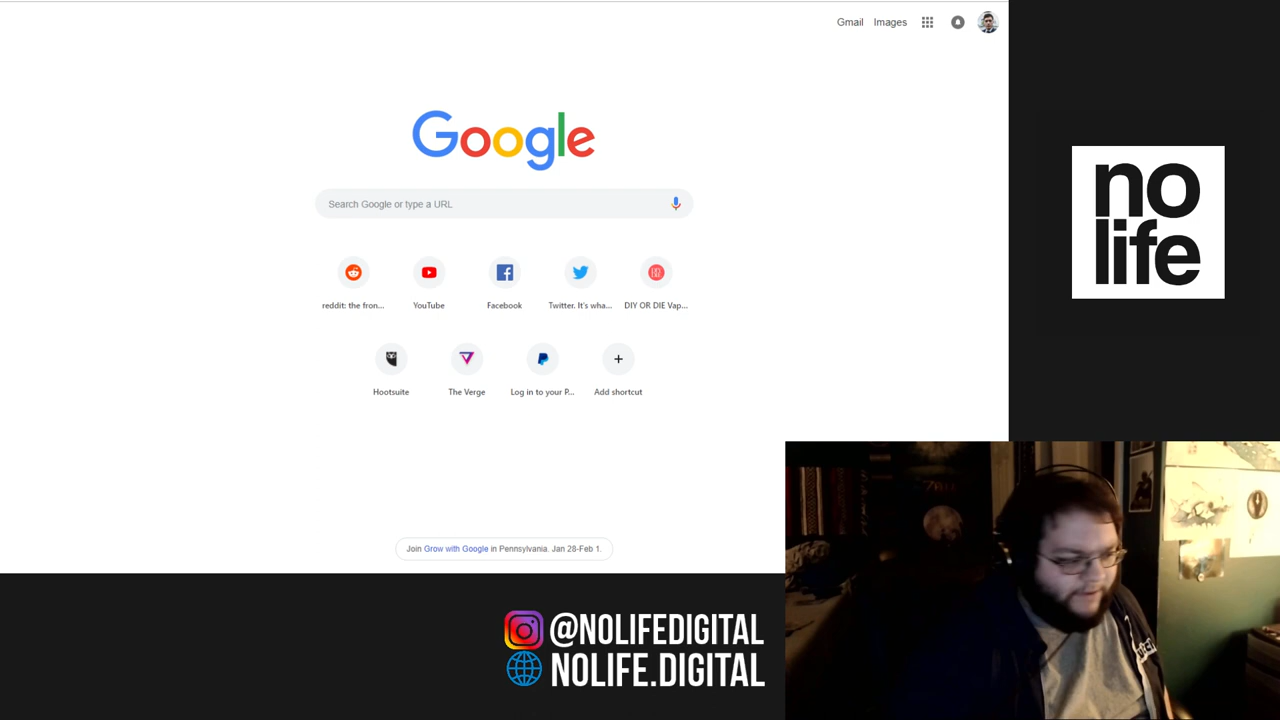 Gmail Images
Google
Search Google or type a URL
reddit: the fron... YouTube Facebook Twitter. It's wha... DIY OR DIE Vap...
Hootsuite The Verge Log in to your P... Add shortcut
Join Grow with Google in Pennsylvania. Jan 28-Feb 1.
no
life
@NOLIFEDIGITAL
NOLIFE.DIGITAL